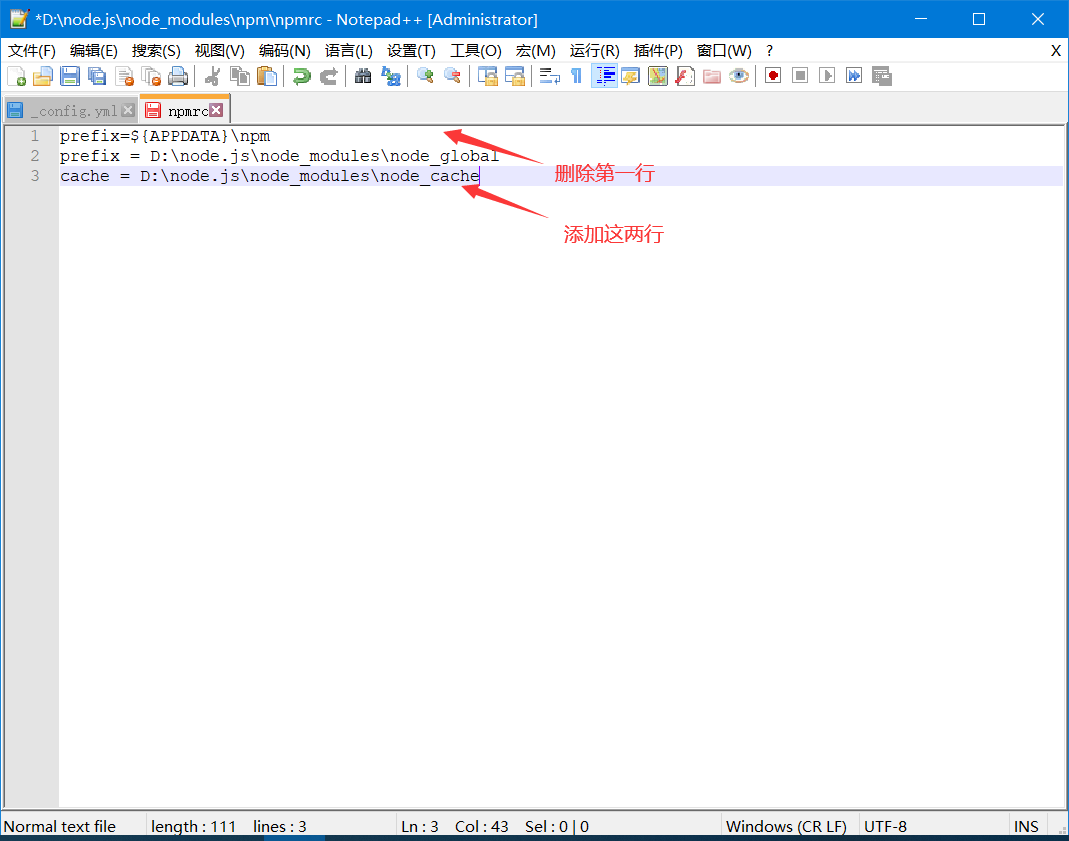 *D:\node.js\node_modules\npm\npmrc - Notepad++ [Administrator]
文件(F) 编辑(E) 搜索(S) 视图(V) 编码(N) 语言(L) 设置(T) 工具(O) 宏(M) 运行(R) 插件(P) 窗口(W) ? X
_config.yml npmrc
1 prefix=${APPDATA}\npm
2 prefix = D:\node.js\node_modules\node_global
3 cache = D:\node.js\node_modules\node_cache
删除第一行
添加这两行
Normal text file length : 111 lines : 3 Ln : 3 Col : 43 Sel : 0 | 0 Windows (CR LF) UTF-8 INS